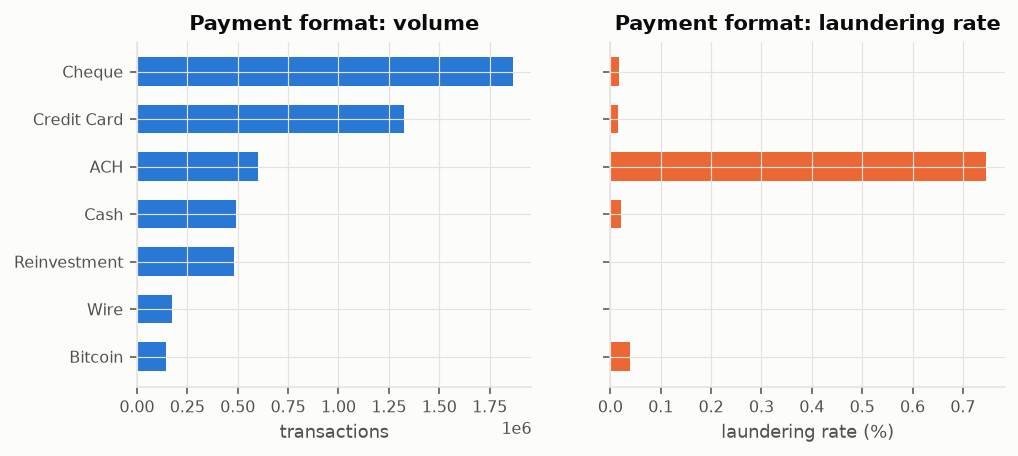 Payment format: volume
Payment format: laundering rate
Cheque
Credit Card
ACH
Cash
Reinvestment
Wire
Bitcoin
0.00 0.25 0.50 0.75 1.00 1.25 1.50 1.75
1e6
transactions
0.0 0.1 0.2 0.3 0.4 0.5 0.6 0.7
laundering rate (%)